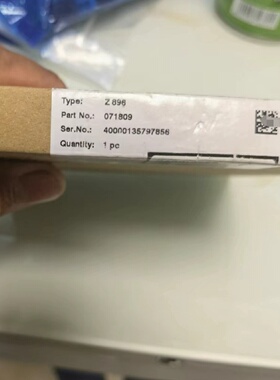 Type: Z 896
Part No.: 071809
Ser.No.: 40000135797856
Quantity: 1 pc